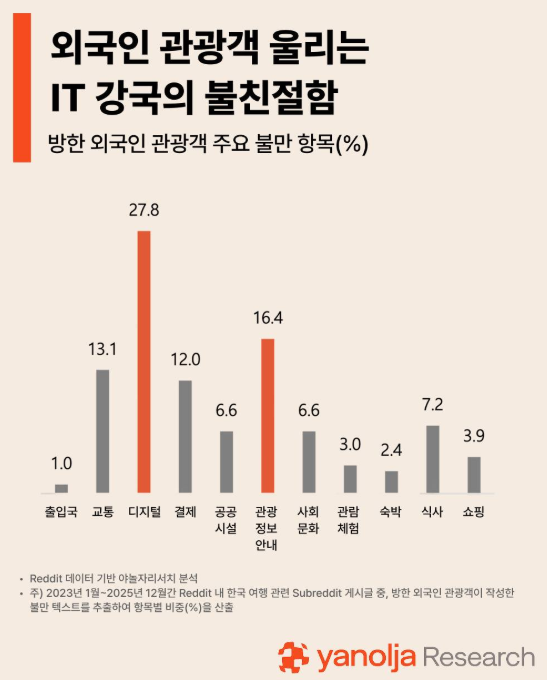 외국인 관광객 울리는
IT 강국의 불친절함
방한 외국인 관광객 주요 불만 항목(%)
27.8
16.4
13.1
12.0
7.2
6.6
6.6
3.9
3.0
2.4
1.0
출입국
교통
디지털
결제
공공
시설
관광
정보
안내
사회
문화
관람
체험
숙박
식사
쇼핑
• Reddit 데이터 기반 야놀자리서치 분석
• 주) 2023년 1월~2025년 12월간 Reddit 내 한국 여행 관련 Subreddit 게시글 중, 방한 외국인 관광객이 작성한
불만 텍스트를 추출하여 항목별 비중(%)을 산출
yanolja Research